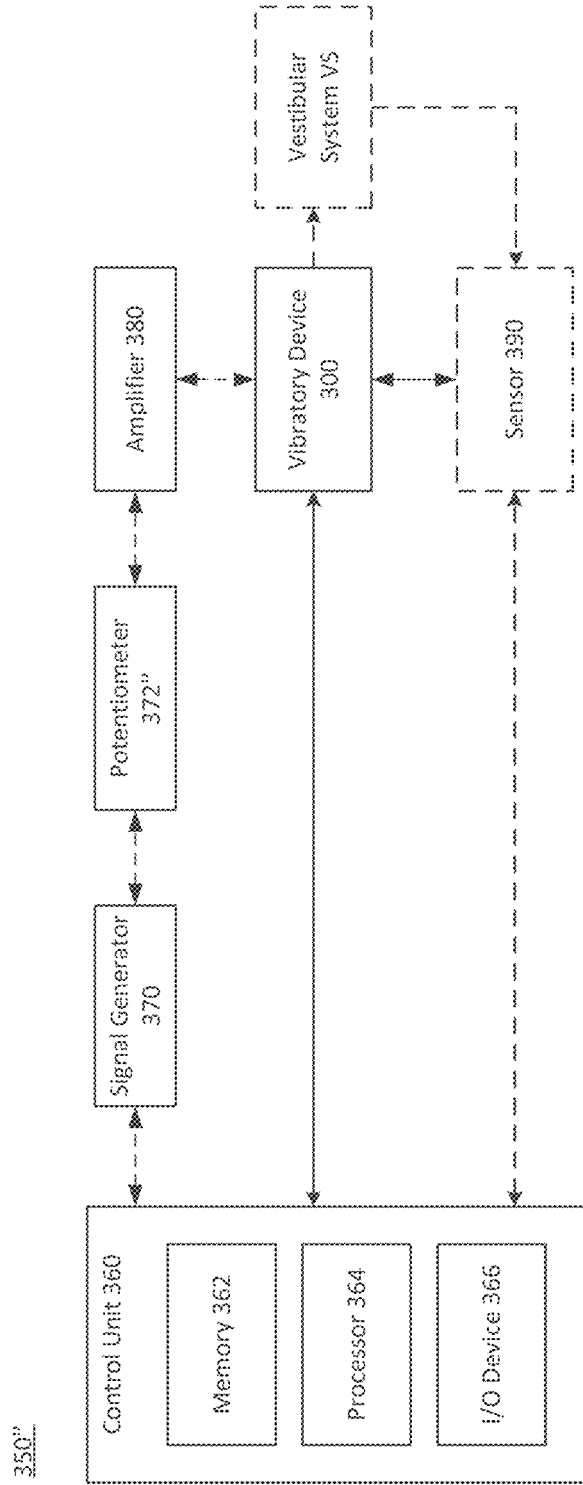 350"
Control Unit 360
Memory 362
Processor 364
I/O Device 366
Signal Generator
370
Potentiometer
372"
Amplifier 380
Vibratory Device
300
Vestibular
System VS
Sensor 390